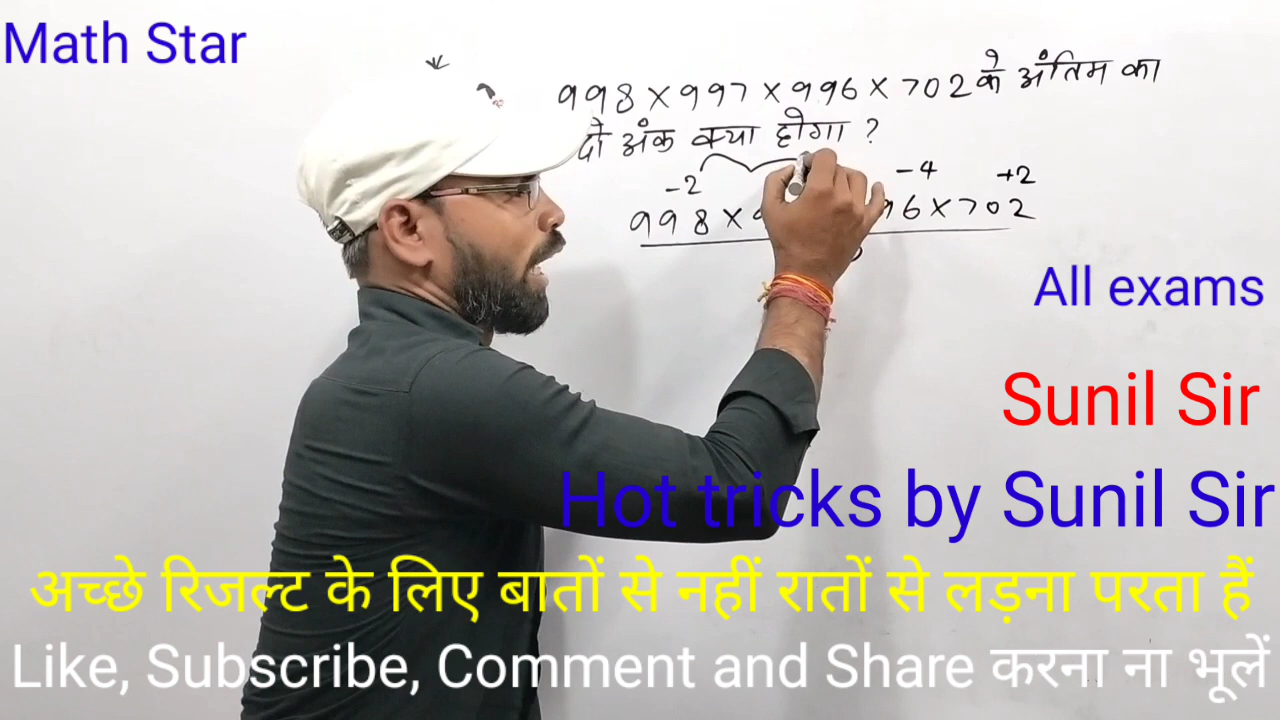 Math Star
998 × 997 × 996 × 702 के अंतिम का
दो अंक क्या होगा ?
-2 -4 +2
998 × 96 × 702
All exams
Sunil Sir
Hot tricks by Sunil Sir
अच्छे रिजल्ट के लिए बातों से नहीं रातों से लड़ना परता हैं
Like, Subscribe, Comment and Share करना ना भूलें